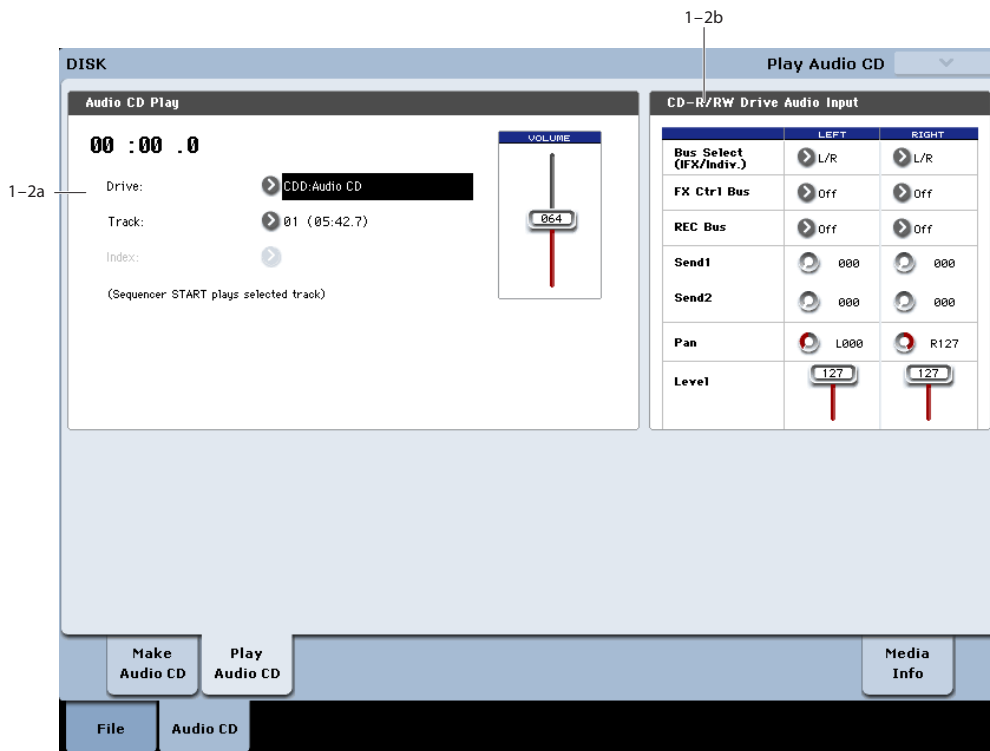 1–2b
DISK
Play Audio CD
Audio CD Play
00 :00 .0
1–2a
Drive:
CDD:Audio CD
Track:
01 (05:42.7)
Index:
(Sequencer START plays selected track)
VOLUME
064
CD-R/RW Drive Audio Input
LEFT RIGHT
Bus Select
(IFX/Indiv.)
L/R L/R
FX Ctrl Bus Off Off
REC Bus Off Off
Send1 000 000
Send2 000 000
Pan L000 R127
Level 127 127
Make
Audio CD
Play
Audio CD
Media
Info
File
Audio CD